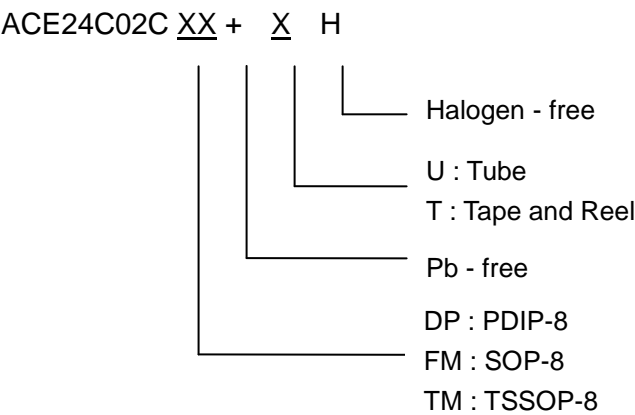 ACE24C02C XX + X H
Halogen - free
U : Tube
T : Tape and Reel
Pb - free
DP : PDIP-8
FM : SOP-8
TM : TSSOP-8